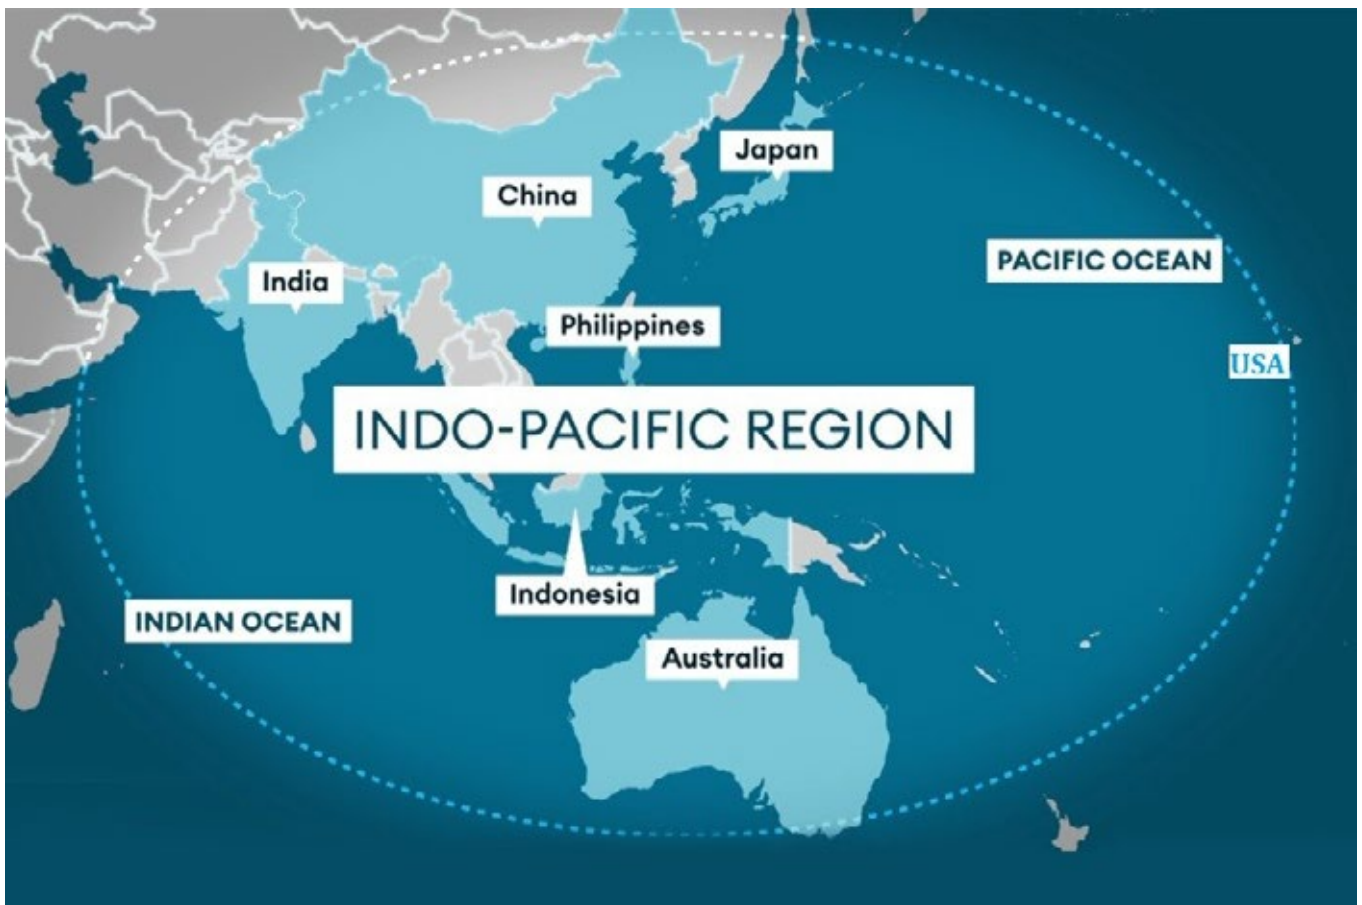 Japan
China
PACIFIC OCEAN
India
Philippines
USA
INDO-PACIFIC REGION
Indonesia
INDIAN OCEAN
Australia